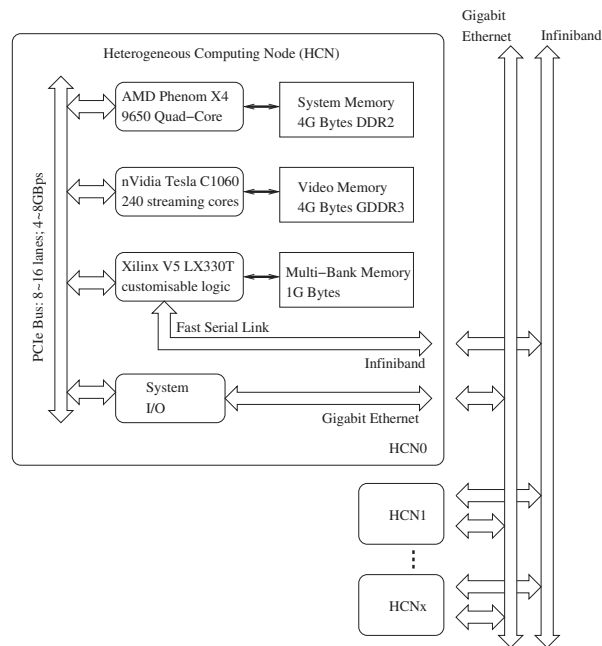 Gigabit
Ethernet
Infiniband
Heterogeneous Computing Node (HCN)
AMD Phenom X4
9650 Quad−Core
System Memory
4G Bytes DDR2
nVidia Tesla C1060
240 streaming cores
Video Memory
4G Bytes GDDR3
PCIe Bus: 8~16 lanes; 4~8GBps
Xilinx V5 LX330T
customisable logic
Multi−Bank Memory
1G Bytes
Fast Serial Link
Infiniband
System
I/O
Gigabit Ethernet
HCN0
HCN1
HCNx